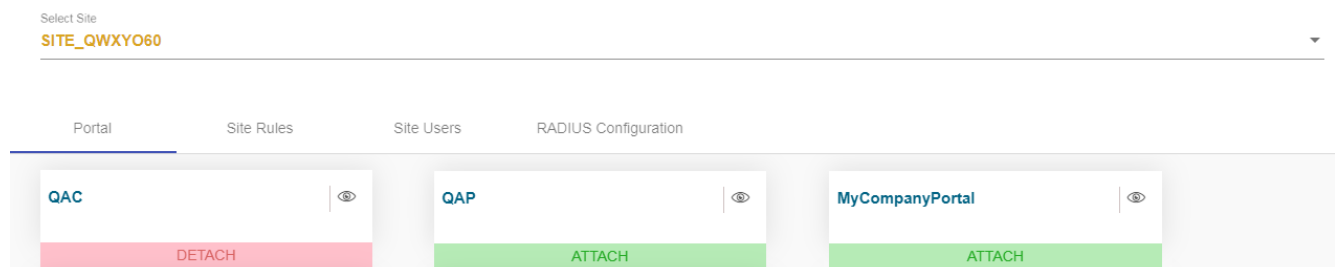 Select Site
SITE_QWXYO60
Portal Site Rules Site Users RADIUS Configuration
QAC QAP MyCompanyPortal
DETACH ATTACH ATTACH